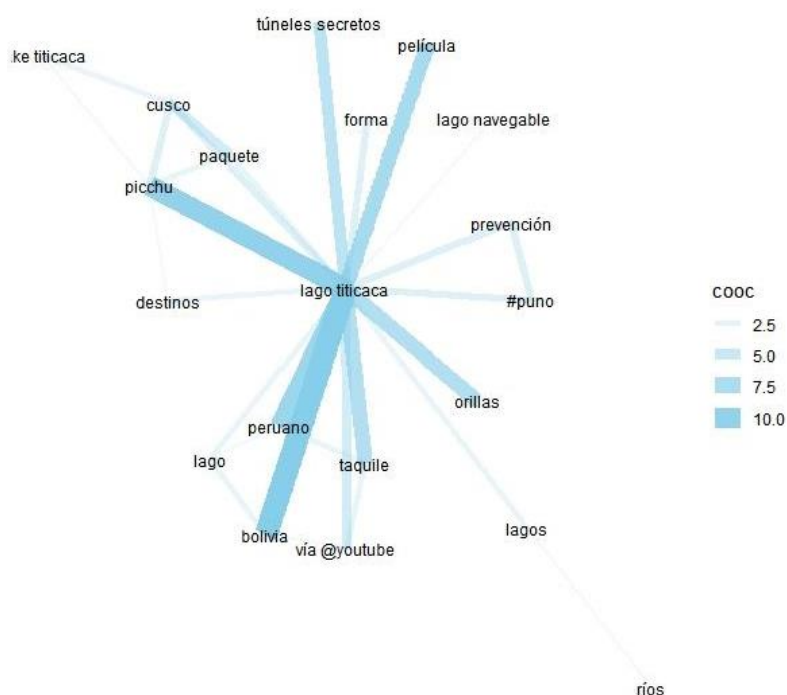 túneles secretos
película
.ke titicaca
cusco
forma
lago navegable
paquete
picchu
prevención
lago titicaca
destinos
#puno
cooc
2.5
5.0
7.5
10.0
orillas
peruano
lago
taquile
bolivia
vía @youtube
lagos
ríos